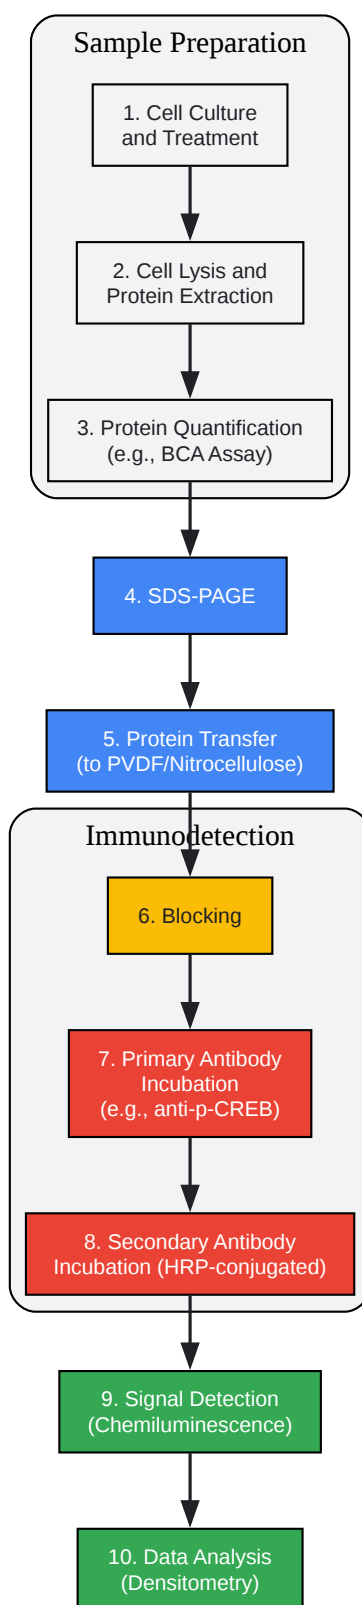 Sample Preparation
1. Cell Culture
and Treatment
2. Cell Lysis and
Protein Extraction
3. Protein Quantification
(e.g., BCA Assay)
4. SDS-PAGE
5. Protein Transfer
(to PVDF/Nitrocellulose)
Immunodetection
6. Blocking
7. Primary Antibody
Incubation
(e.g., anti-p-CREB)
8. Secondary Antibody
Incubation (HRP-conjugated)
9. Signal Detection
(Chemiluminescence)
10. Data Analysis
(Densitometry)